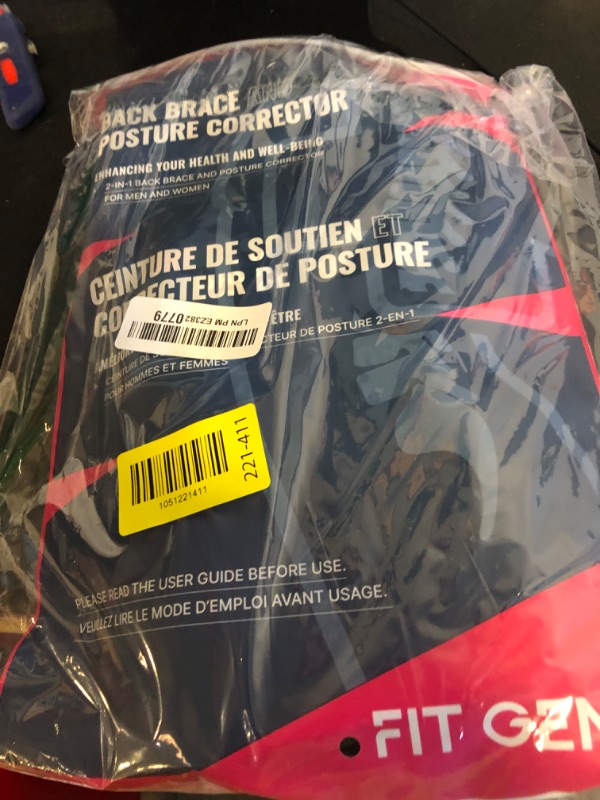 BACK BRACE AND
POSTURE CORRECTOR
ENHANCING YOUR HEALTH AND WELL-BEING
2-IN-1 BACK BRACE AND POSTURE CORRECTOR
FOR MEN AND WOMEN
CEINTURE DE SOUTIEN ET
CORRECTEUR DE POSTURE
LPN PM EZ382 0779
ÊTRE
CEINTURE DE CTEUR DE POSTURE 2-EN-1
POUR HOMMES ET FEMMES
1051221411
221-411
PLEASE READ THE USER GUIDE BEFORE USE.
VEUILLEZ LIRE LE MODE D'EMPLOI AVANT USAGE.
FIT GEN